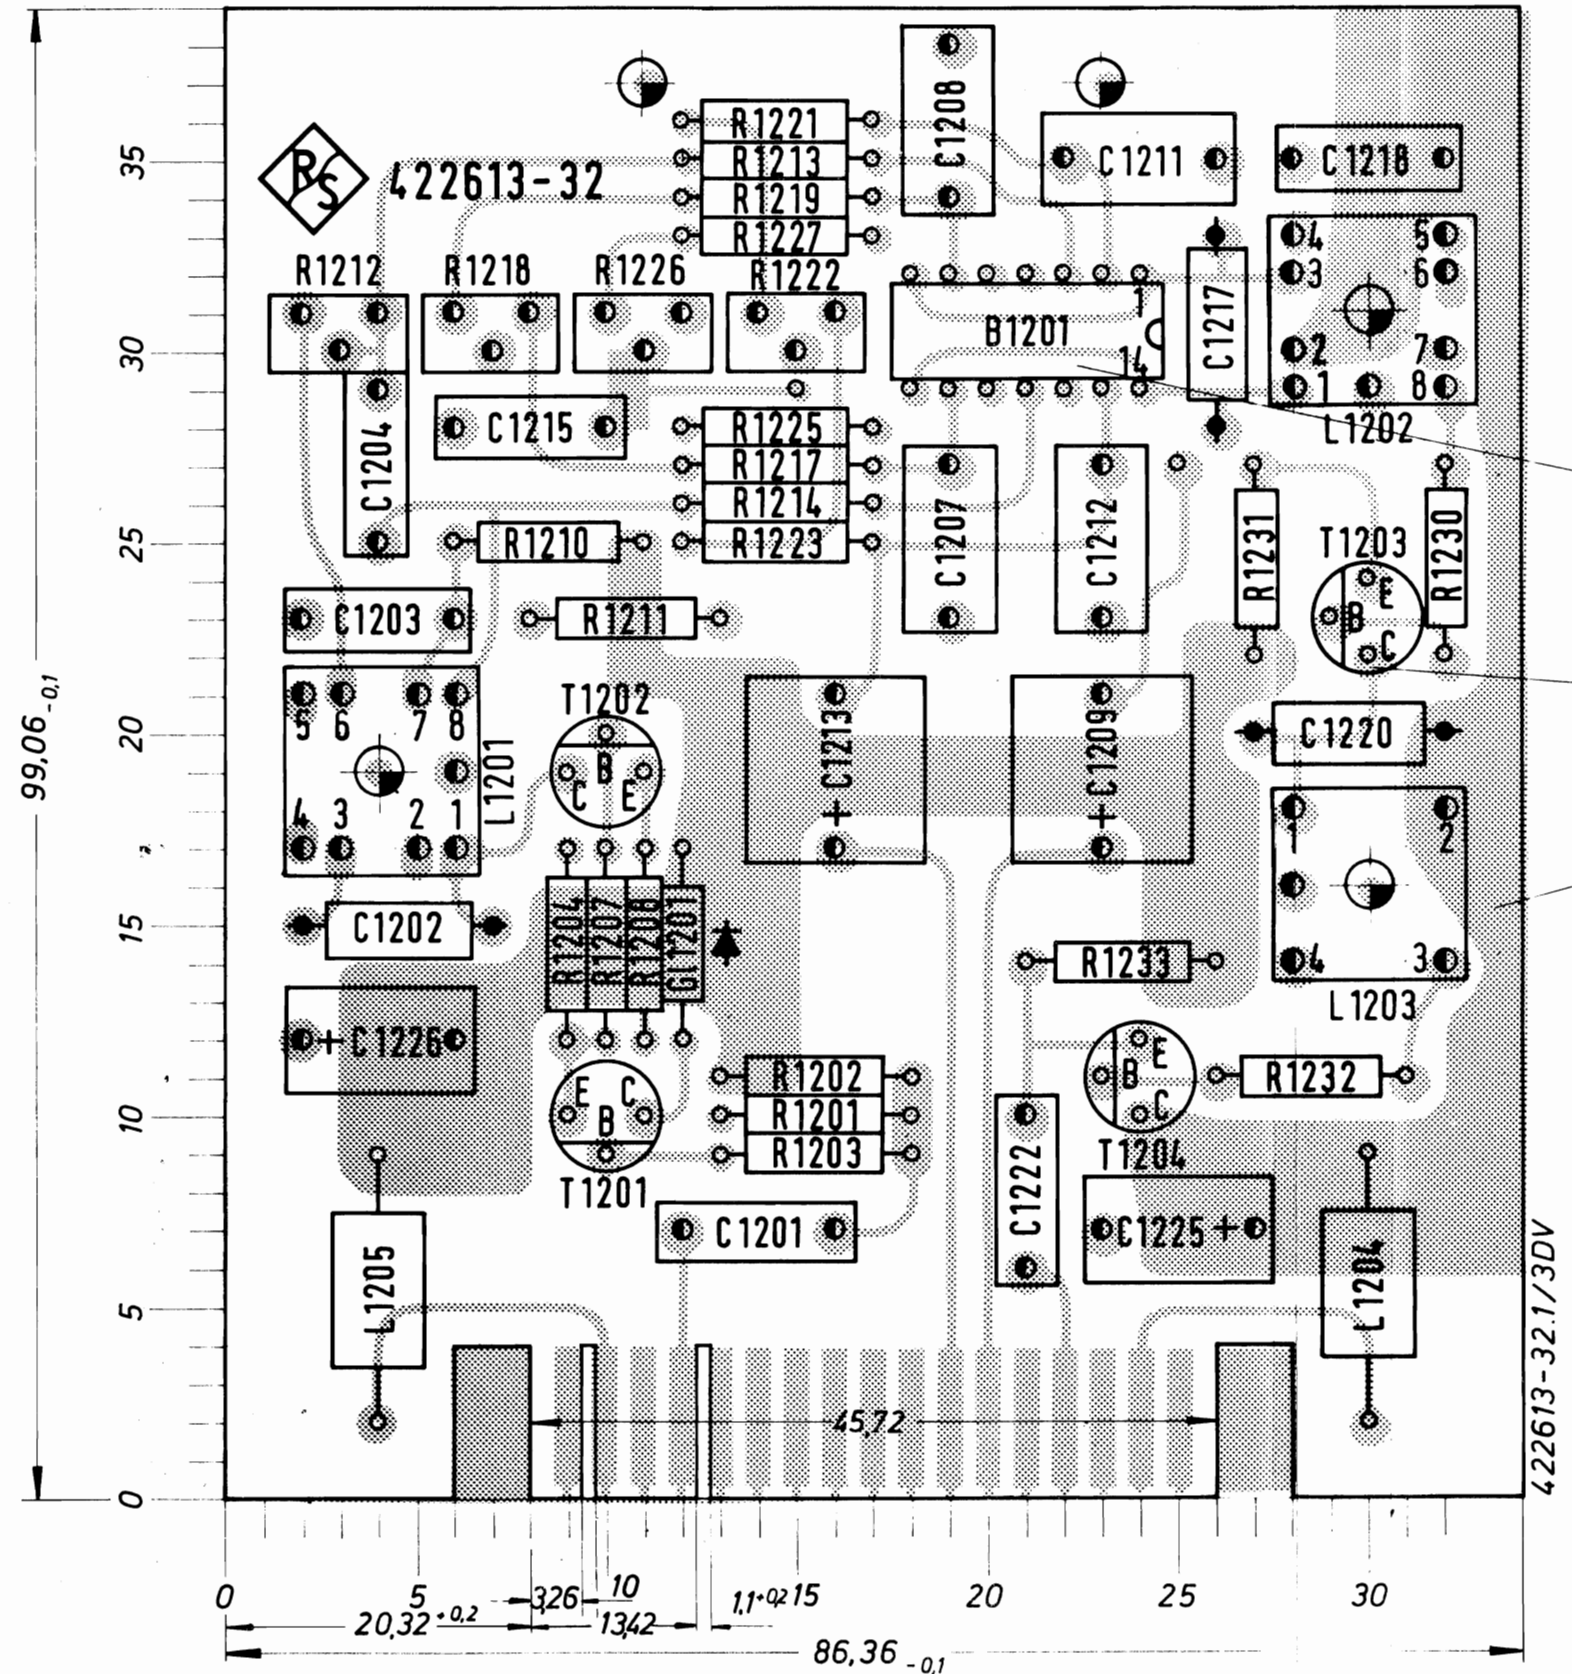 RS
422613-32
R1221
R1213
R1219
R1227
C1208
C1211
C1218
R1212
R1218
R1226
R1222
B1201
1
14
C1217
4
3
2
1
5
6
7
8
L1202
C1204
C1215
R1225
R1217
R1214
R1223
R1210
C1207
C1212
R1231
T1203
E
B
C
R1230
C1203
R1211
5
6
7
8
4
3
2
1
L1201
T1202
C
B
E
+C1213
+C1209
C1220
1
2
4
3
L1203
C1202
R1204
R1207
R1208
Gl1201
R1233
+C1226
E
B
C
T1201
R1202
R1201
R1203
E
B
C
T1204
R1232
C1222
C1201
C1225+
L1205
L1204
45,72
422613-32.1/3DV
99,06 -0,1
35
30
25
20
15
10
5
0
0
5
10
15
20
25
30
3,26
1,1+0,2
20,32 +0,2
13,42
86,36 -0,1